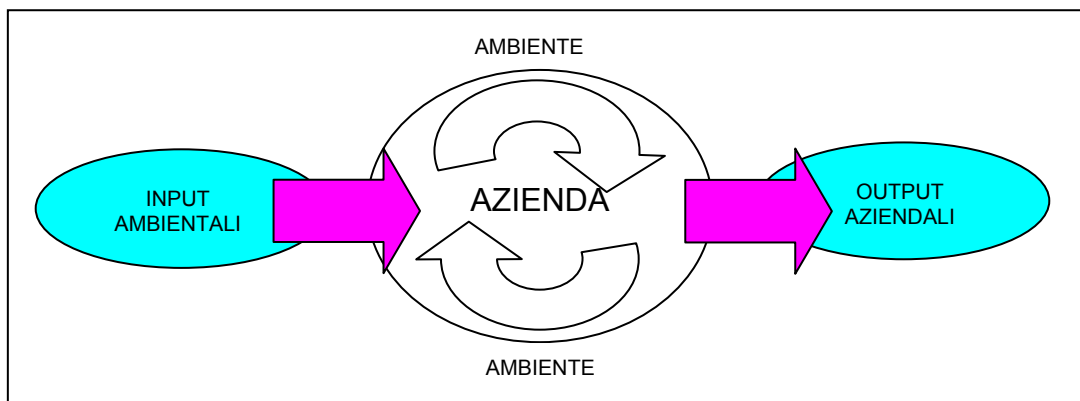 AMBIENTE
INPUT
AMBIENTALI
AZIENDA
OUTPUT
AZIENDALI
AMBIENTE